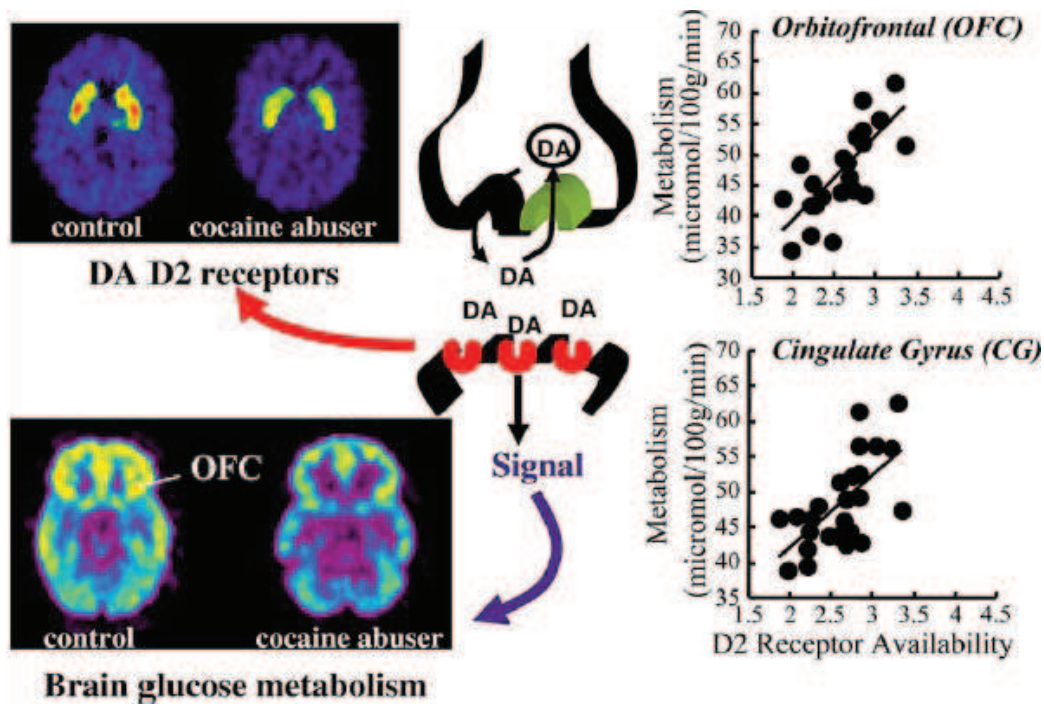 control
cocaine abuser
DA D2 receptors
DA
DA
DA
DA
DA
Signal
OFC
control
cocaine abuser
Brain glucose metabolism
Orbitofrontal (OFC)
Metabolism
(micromol/100g/min)
70
65
60
55
50
45
40
35
30
1.5 2 2.5 3 3.5 4 4.5
Cingulate Gyrus (CG)
Metabolism
(micromol/100g/min)
70
65
60
55
50
45
40
35
1.5 2 2.5 3 3.5 4 4.5
D2 Receptor Availability